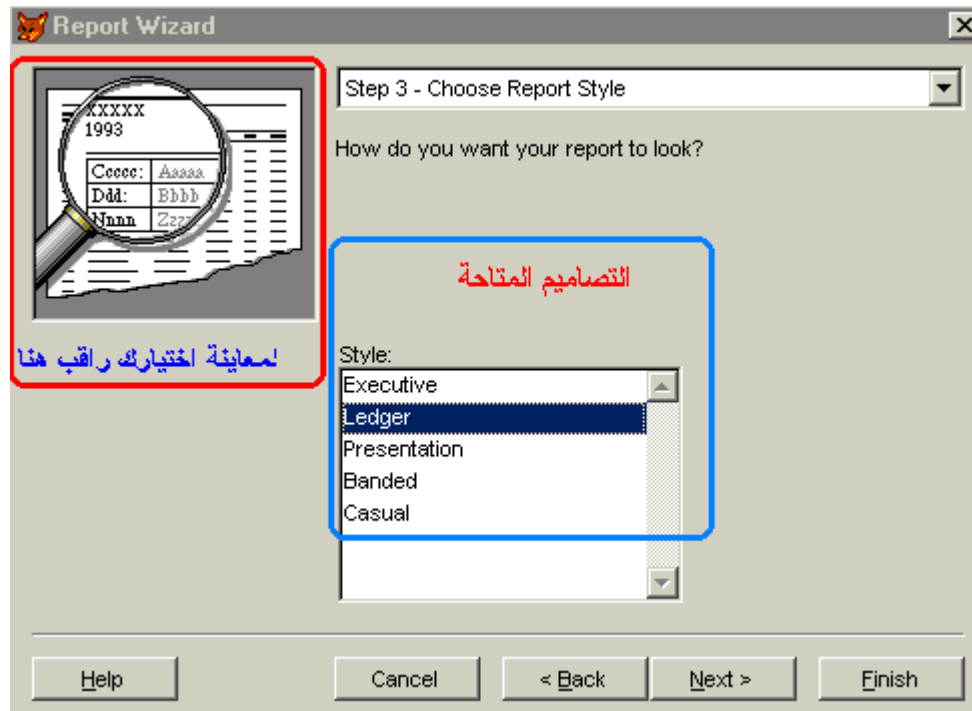 Report Wizard
XXXXX
1993
Ccccc: Aaaaa
Ddd: Bbbb
Nnnn Zzzz
لمعاينة اختيارك راقب هنا
Step 3 - Choose Report Style
How do you want your report to look?
التصاميم المتاحة
Style:
Executive
Ledger
Presentation
Banded
Casual
Help Cancel < Back Next > Finish